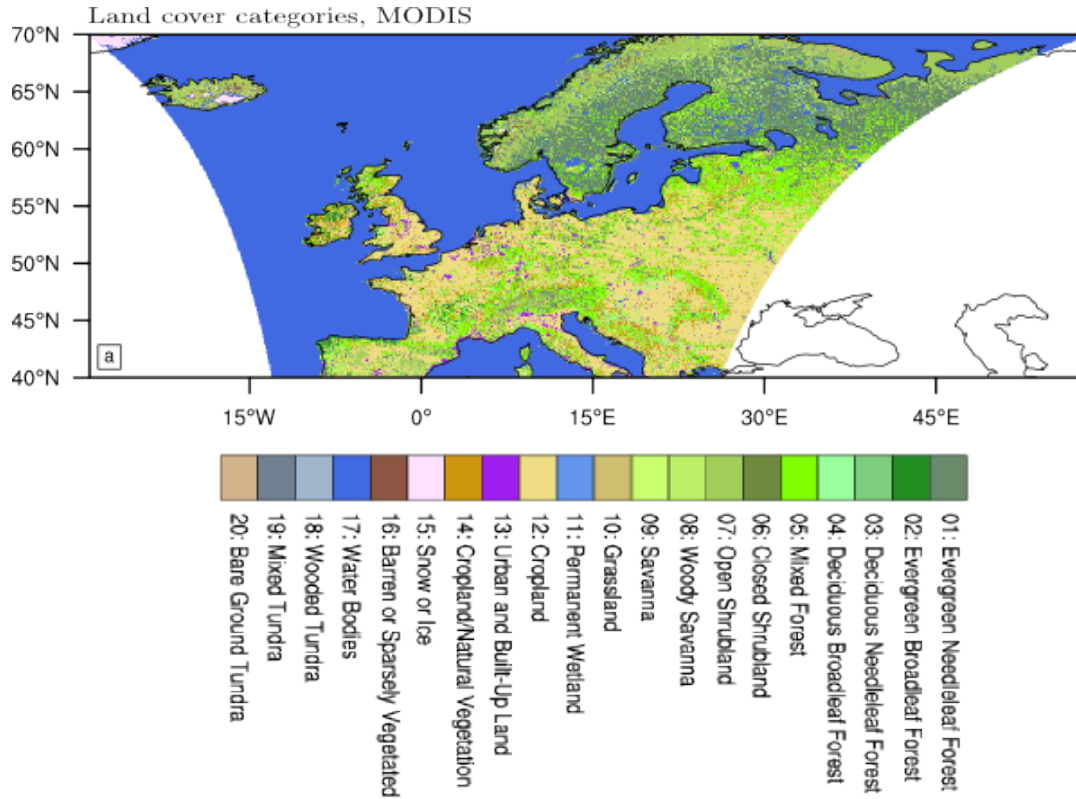 Land cover categories, MODIS
70°N
65°N
60°N
55°N
50°N
45°N
40°N
a
15°W
0°
15°E
30°E
45°E
20: Bare Ground Tundra
19: Mixed Tundra
18: Wooded Tundra
17: Water Bodies
16: Barren or Sparsely Vegetated
15: Snow or Ice
14: Cropland/Natural Vegetation
13: Urban and Built-Up Land
12: Cropland
11: Permanent Wetland
10: Grassland
09: Savanna
08: Woody Savanna
07: Open Shrubland
06: Closed Shrubland
05: Mixed Forest
04: Deciduous Broadleaf Forest
03: Deciduous Needleleaf Forest
02: Evergreen Broadleaf Forest
01: Evergreen Needleleaf Forest